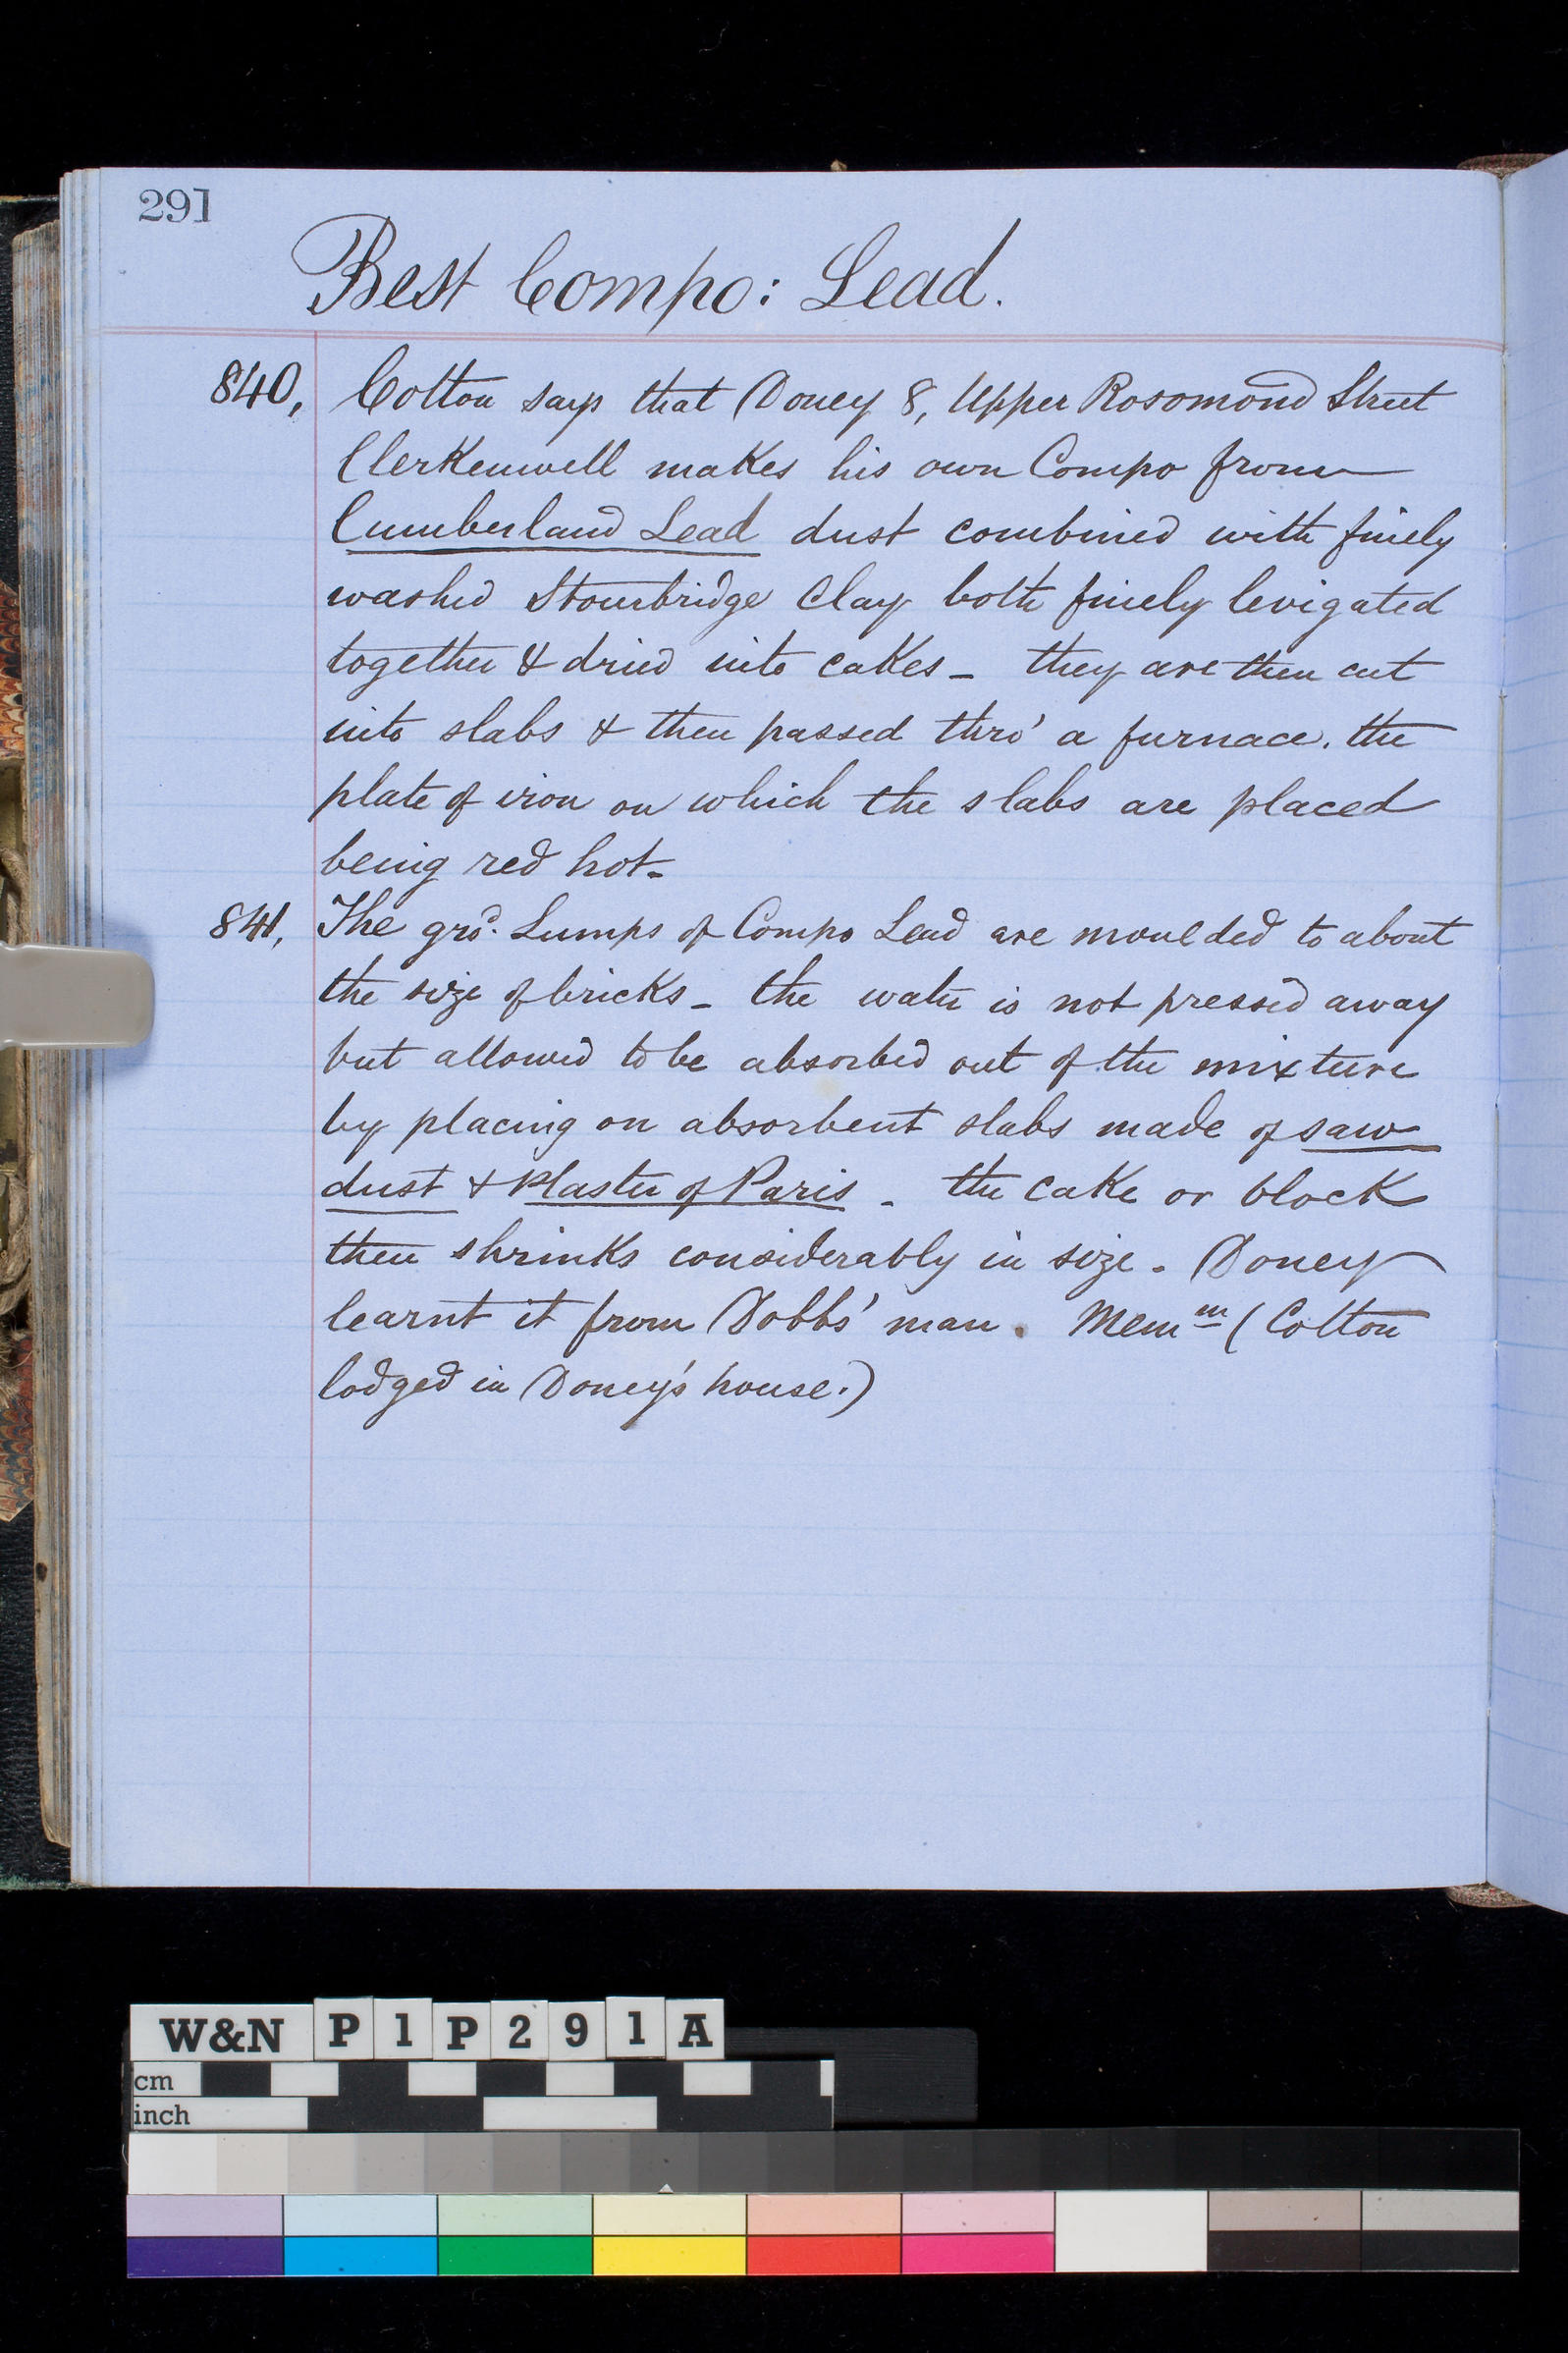 291
Best Compo: Lead.
840, Cotton says that Doney 8, Upper Rosomond Street
Clerkenwell makes his own Compo from
Cumberland Lead dust combined with finely
washed Stourbridge Clay both finely levigated
together & dried into cakes - they are then cut
into slabs & then passed thro' a furnace. the
plate of iron on which the slabs are placed
being red hot-
841, The gro.d Lumps of Compo Lead are moulded to about
the size of bricks - the water is not pressed away
but allowed to be absorbed out of the mixture
by placing on absorbent slabs made of saw
dust & Plaster of Paris - the cake or block
then shrinks considerably in size - Doney
learnt it from Dobbs' man. Mem.m (Cotton
lodged in Doney's house.)
W&N P1P291A
cm
inch